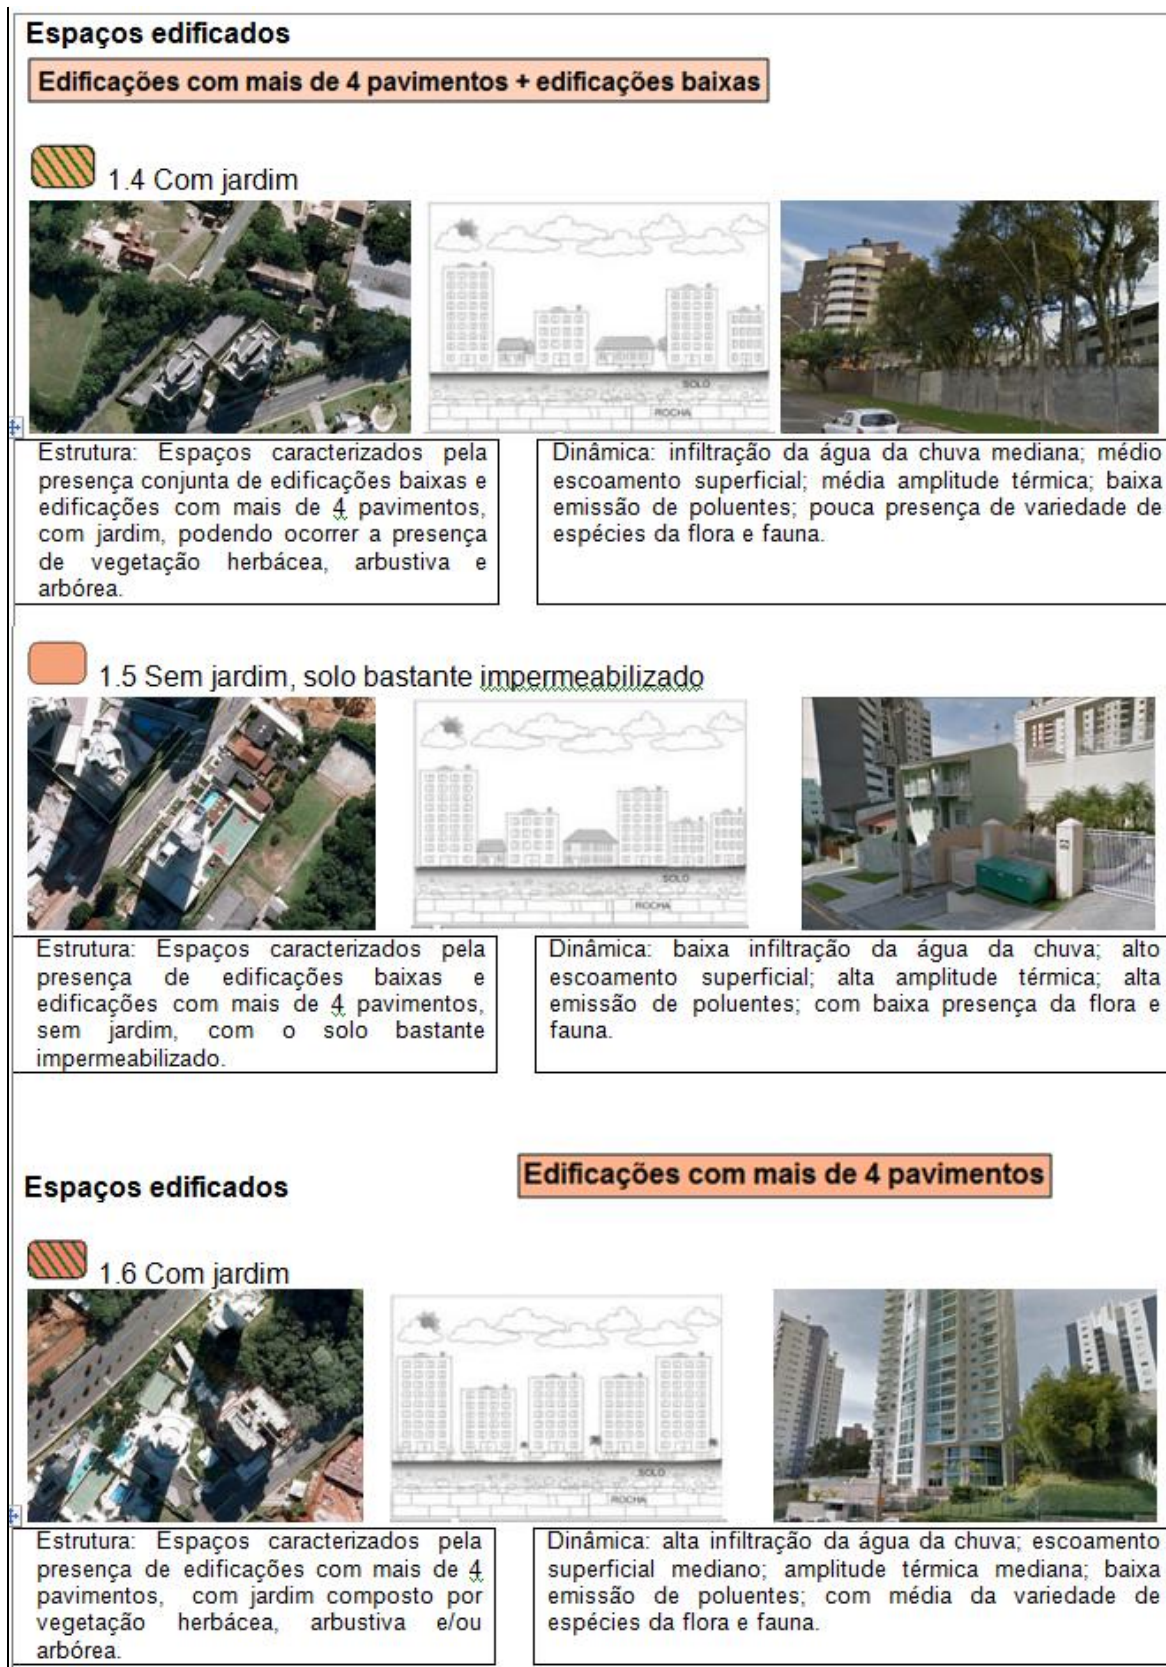 Espaços edificados
Edificações com mais de 4 pavimentos + edificações baixas
1.4 Com jardim
SOLO
ROCHA
Estrutura: Espaços caracterizados pela
presença conjunta de edificações baixas e
edificações com mais de 4 pavimentos,
com jardim, podendo ocorrer a presença
de vegetação herbácea, arbustiva e
arbórea.
Dinâmica: infiltração da água da chuva mediana; médio
escoamento superficial; média amplitude térmica; baixa
emissão de poluentes; pouca presença de variedade de
espécies da flora e fauna.
1.5 Sem jardim, solo bastante impermeabilizado
SOLO
ROCHA
Estrutura: Espaços caracterizados pela
presença de edificações baixas e
edificações com mais de 4 pavimentos,
sem jardim, com o solo bastante
impermeabilizado.
Dinâmica: baixa infiltração da água da chuva; alto
escoamento superficial; alta amplitude térmica; alta
emissão de poluentes; com baixa presença da flora e
fauna.
Espaços edificados
Edificações com mais de 4 pavimentos
1.6 Com jardim
SOLO
ROCHA
Estrutura: Espaços caracterizados pela
presença de edificações com mais de 4
pavimentos, com jardim composto por
vegetação herbácea, arbustiva e/ou
arbórea.
Dinâmica: alta infiltração da água da chuva; escoamento
superficial mediano; amplitude térmica mediana; baixa
emissão de poluentes; com média da variedade de
espécies da flora e fauna.